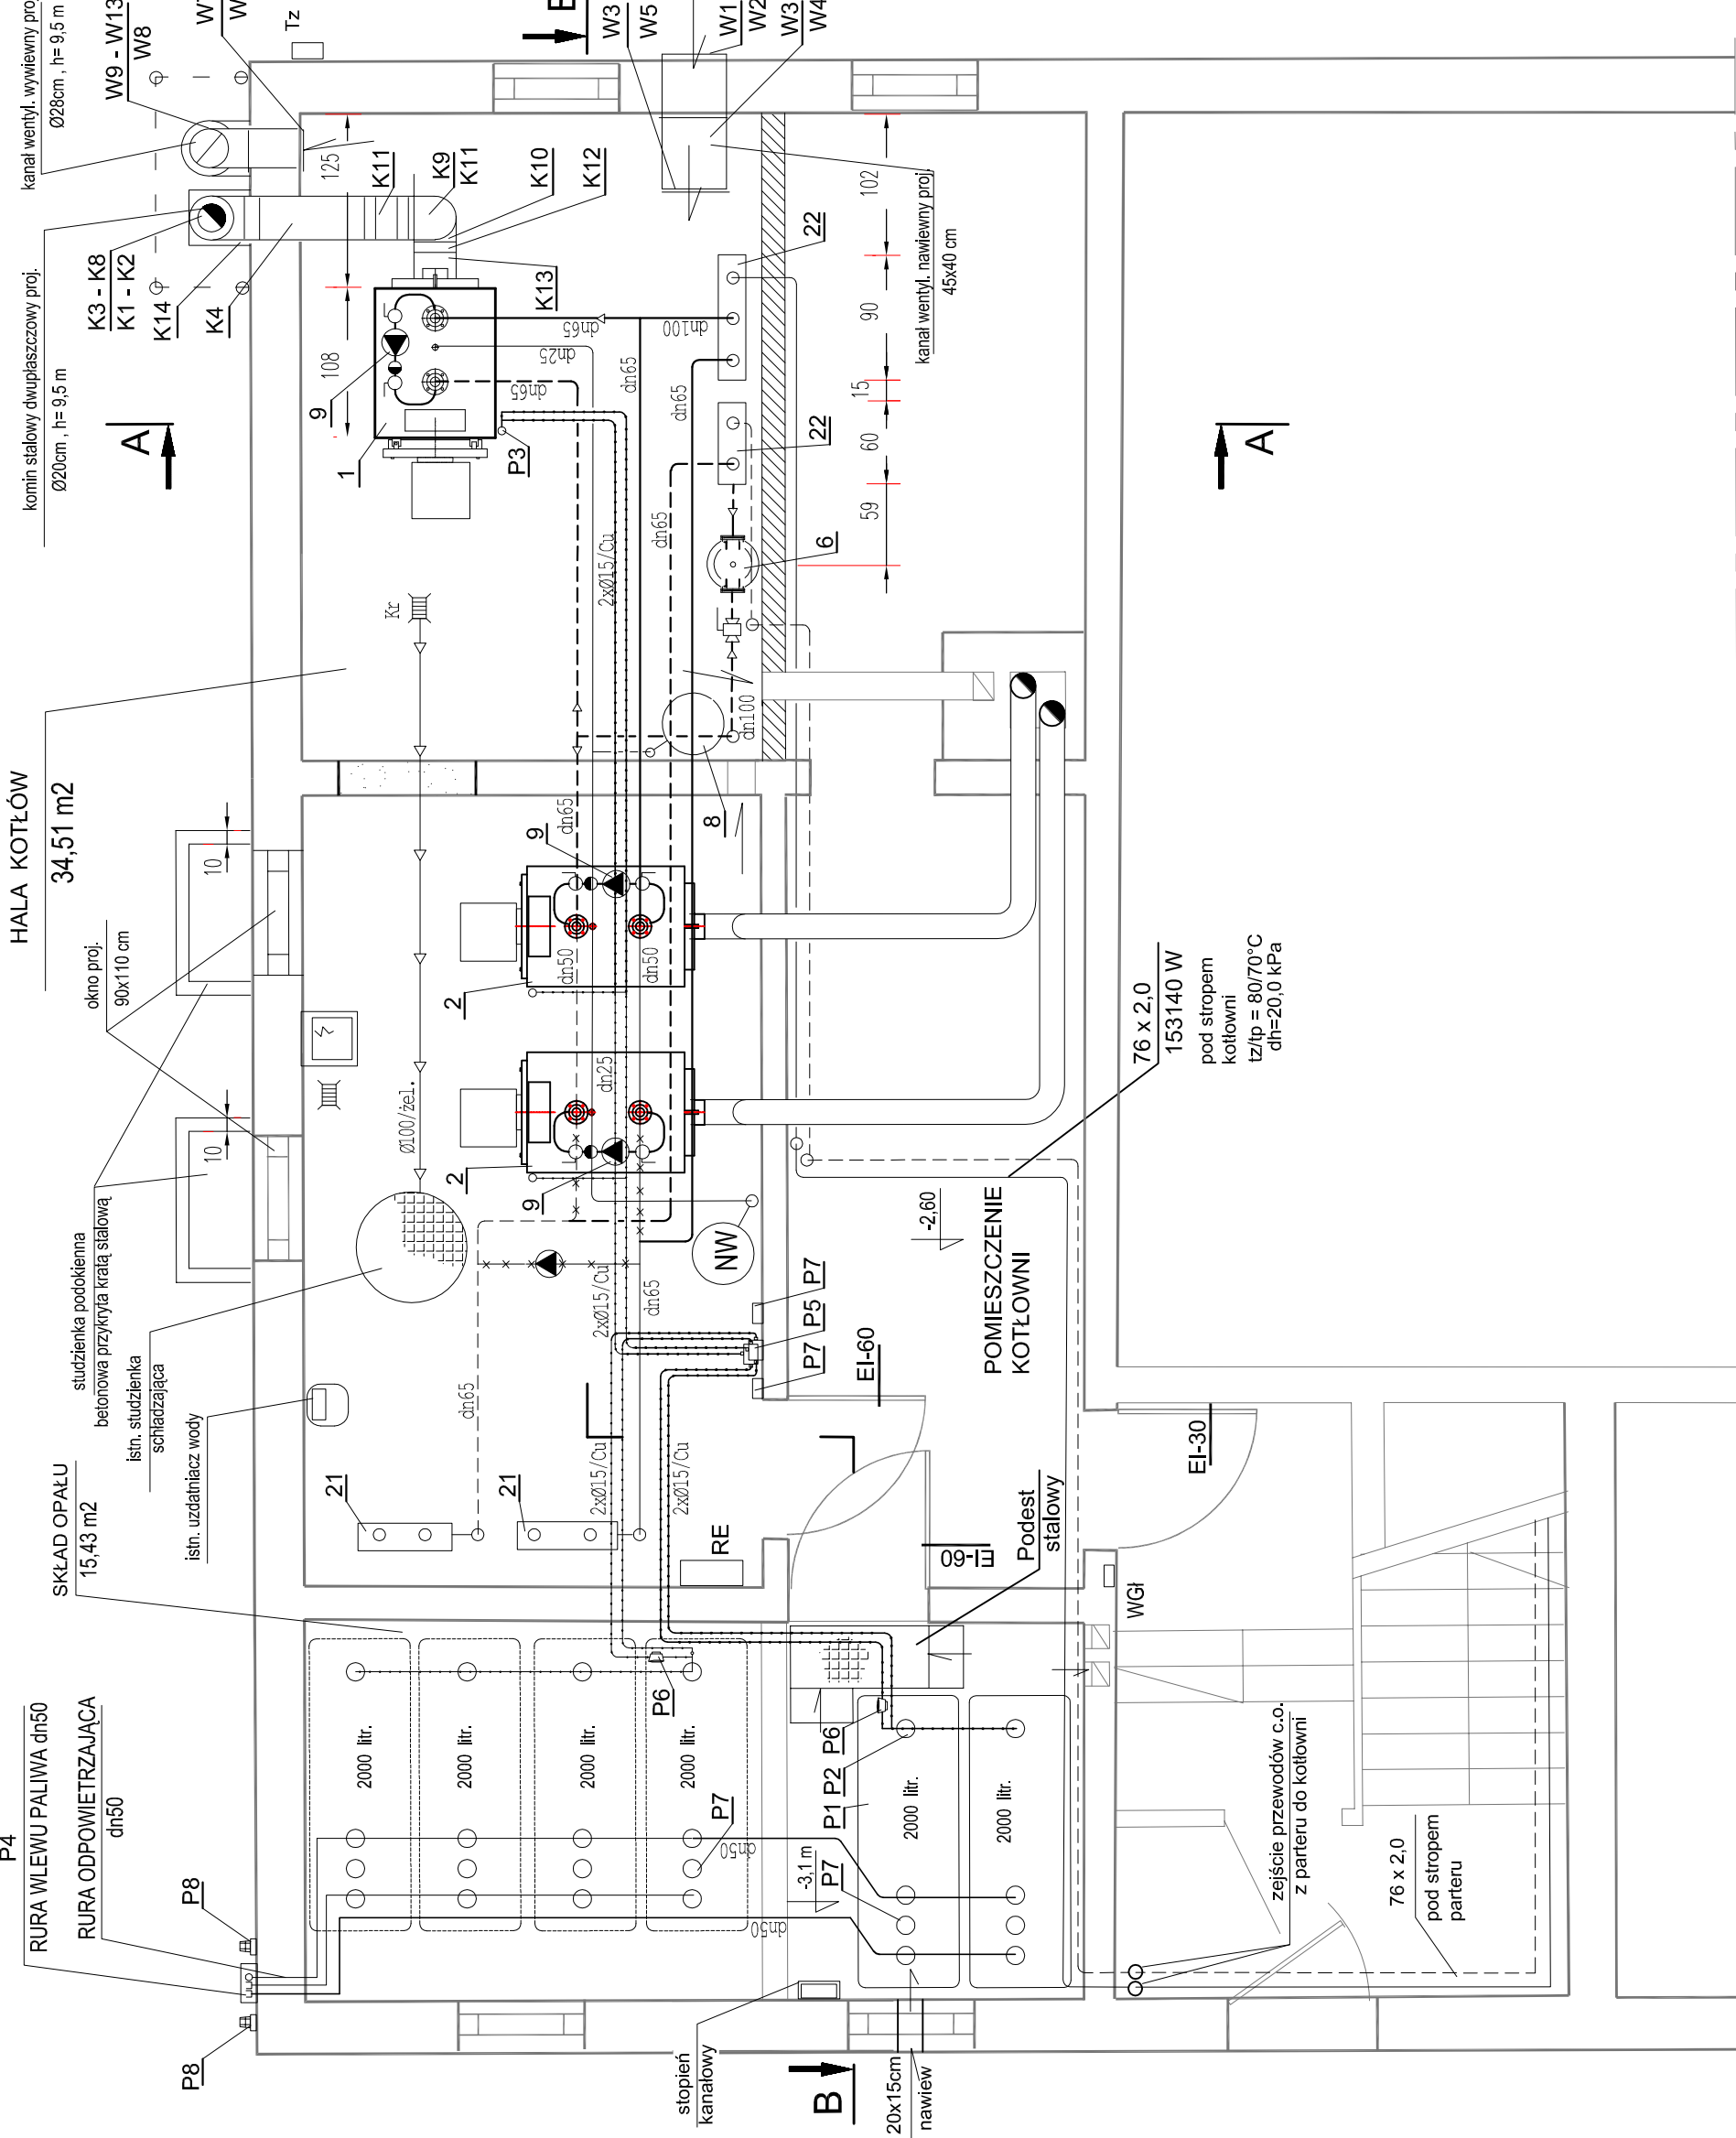 P4
RURA WLEWU PALIWA dn50
RURA ODPOWIETRZAJĄCA
dn50
P8
P8
SKŁAD OPAŁU
15,43 m2
istn. uzdatniacz wody
istn. studzienka
schładzająca
studzienka podokienna
betonowa przykryta kratą stalową
okno proj.
90x110 cm
HALA KOTŁÓW
34,51 m2
komin stalowy dwupłaszczowy proj.
Ø20cm , h= 9,5 m
kanał wentyl. wywiewny proj
Ø28cm , h= 9,5 m
K3 - K8
K1 - K2
K14
K4
W9 - W13
W8
W
Tz
B
W3
W5
W1
W2
W3
W4
A
10
10
125
108
K11
K9
K11
K10
K12
K13
9
1
P3
Kr
Ø100/żel.
dn65
dn25
dn65
dn100
dn65
dn65
dn65
2xØ15/Cu
dn100
22
22
6
8
102
90
15
60
59
kanał wentyl. nawiewny proj.
45x40 cm
A
2
9
dn65
dn50
dn50
2
9
dn25
NW
dn65
dn65
2xØ15/Cu
2xØ15/Cu
2xØ15/Cu
21
21
RE
P7
P5
P7
EI-60
EI-60
EI-30
-2,60
POMIESZCZENIE
KOTŁOWNI
76 x 2,0
153140 W
pod stropem
kotłowni
tz/tp = 80/70°C
dh=20,0 kPa
Podest
stalowy
WGł
2000 litr.
2000 litr.
2000 litr.
2000 litr.
2000 litr.
2000 litr.
P6
P6
P7
P7
P1
P2
-3,1 m
dn50
dn50
zejście przewodów c.o.
z parteru do kotłowni
76 x 2,0
pod stropem
parteru
stopień
kanałowy
B
20x15cm
nawiew